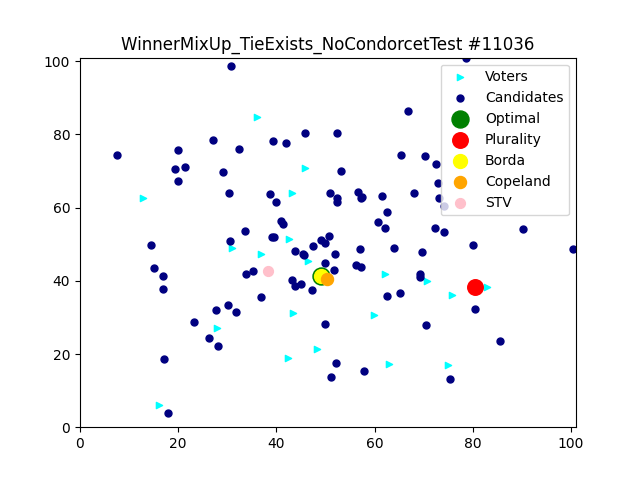 WinnerMixUp_TieExists_NoCondorcetTest #11036
100
80
60
40
20
0
0
20
40
60
80
100
Voters
Candidates
Optimal
Plurality
Borda
Copeland
STV